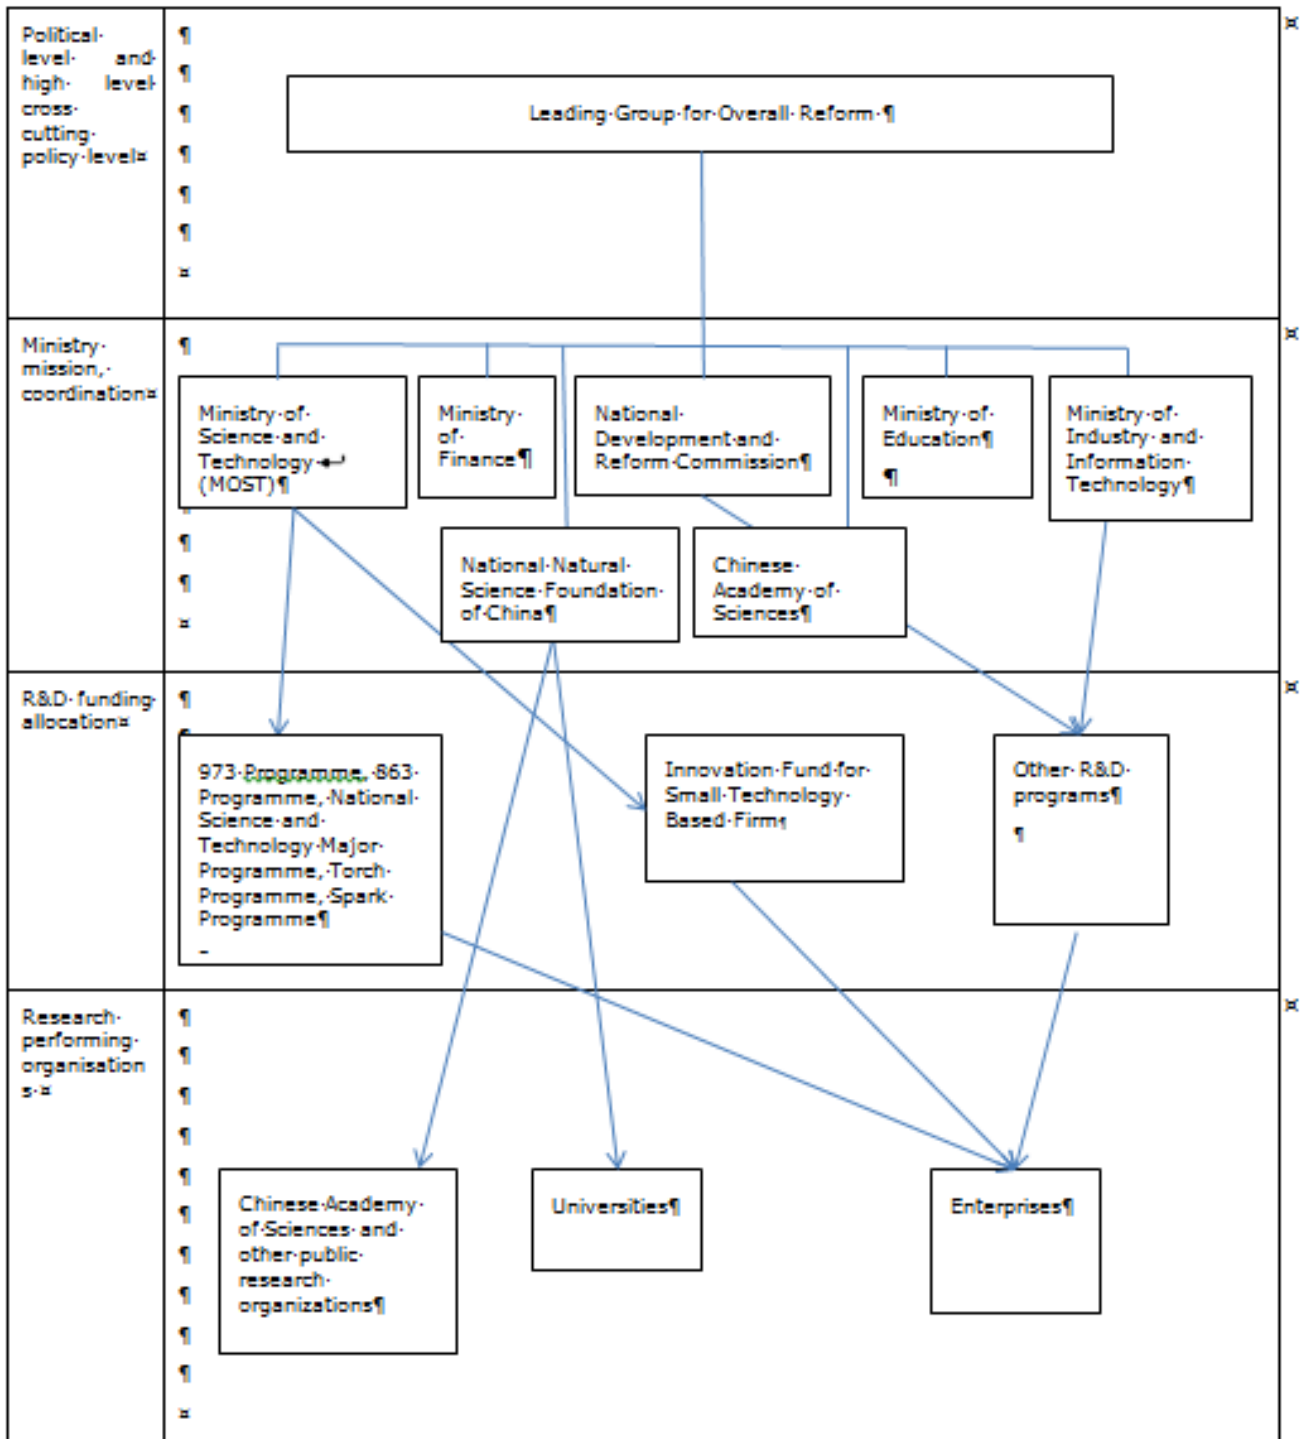 Political
level and
high level
cross
cutting
policy level
Leading Group for Overall Reform
Ministry
mission,
coordination
Ministry of
Science and
Technology
(MOST)
Ministry
of
Finance
National
Development and
Reform Commission
Ministry of
Education
Ministry of
Industry and
Information
Technology
National Natural
Science Foundation
of China
Chinese
Academy of
Sciences
R&D funding
allocation
973 Programme, 863
Programme, National
Science and
Technology Major
Programme, Torch
Programme, Spark
Programme
-
Innovation Fund for
Small Technology
Based Firm
Other R&D
programs
Research
performing
organisation
s
Chinese Academy
of Sciences and
other public
research
organizations
Universities
Enterprises